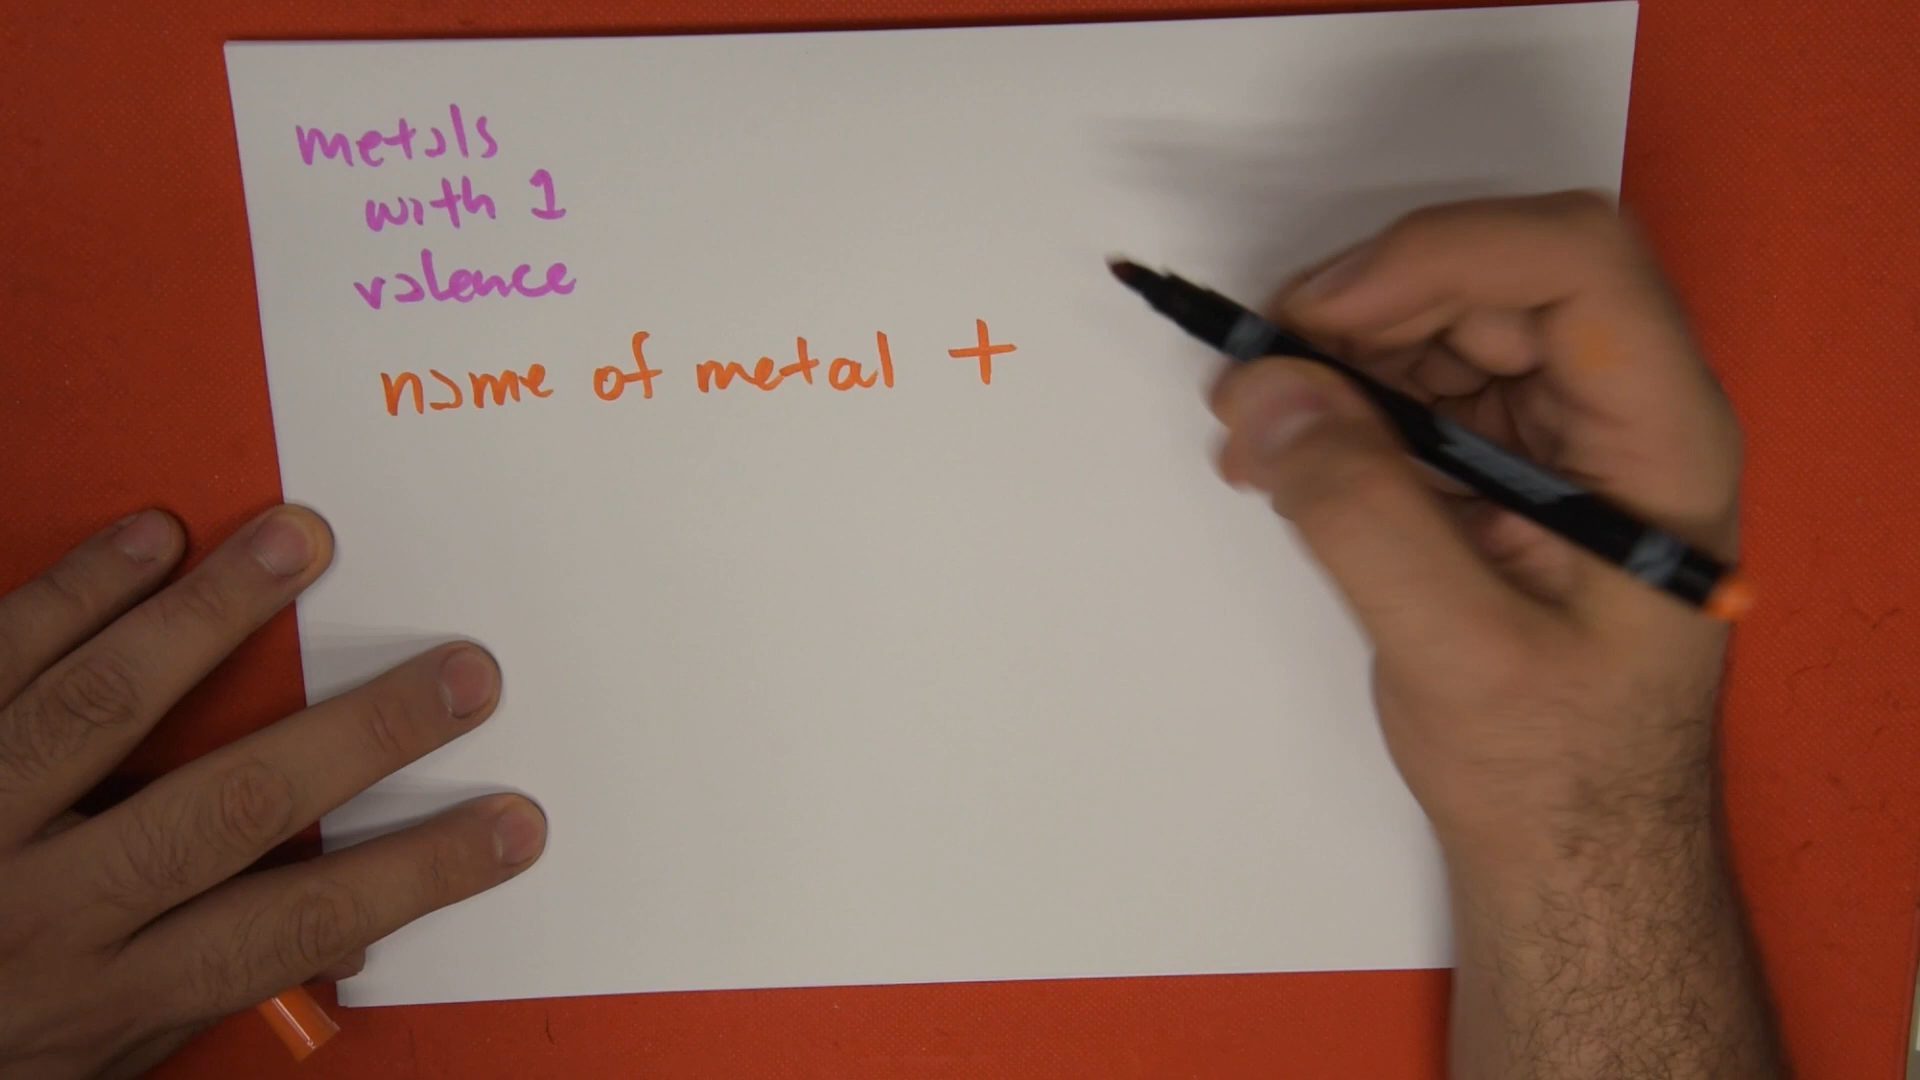 metals
with 1
valence
name of metal +